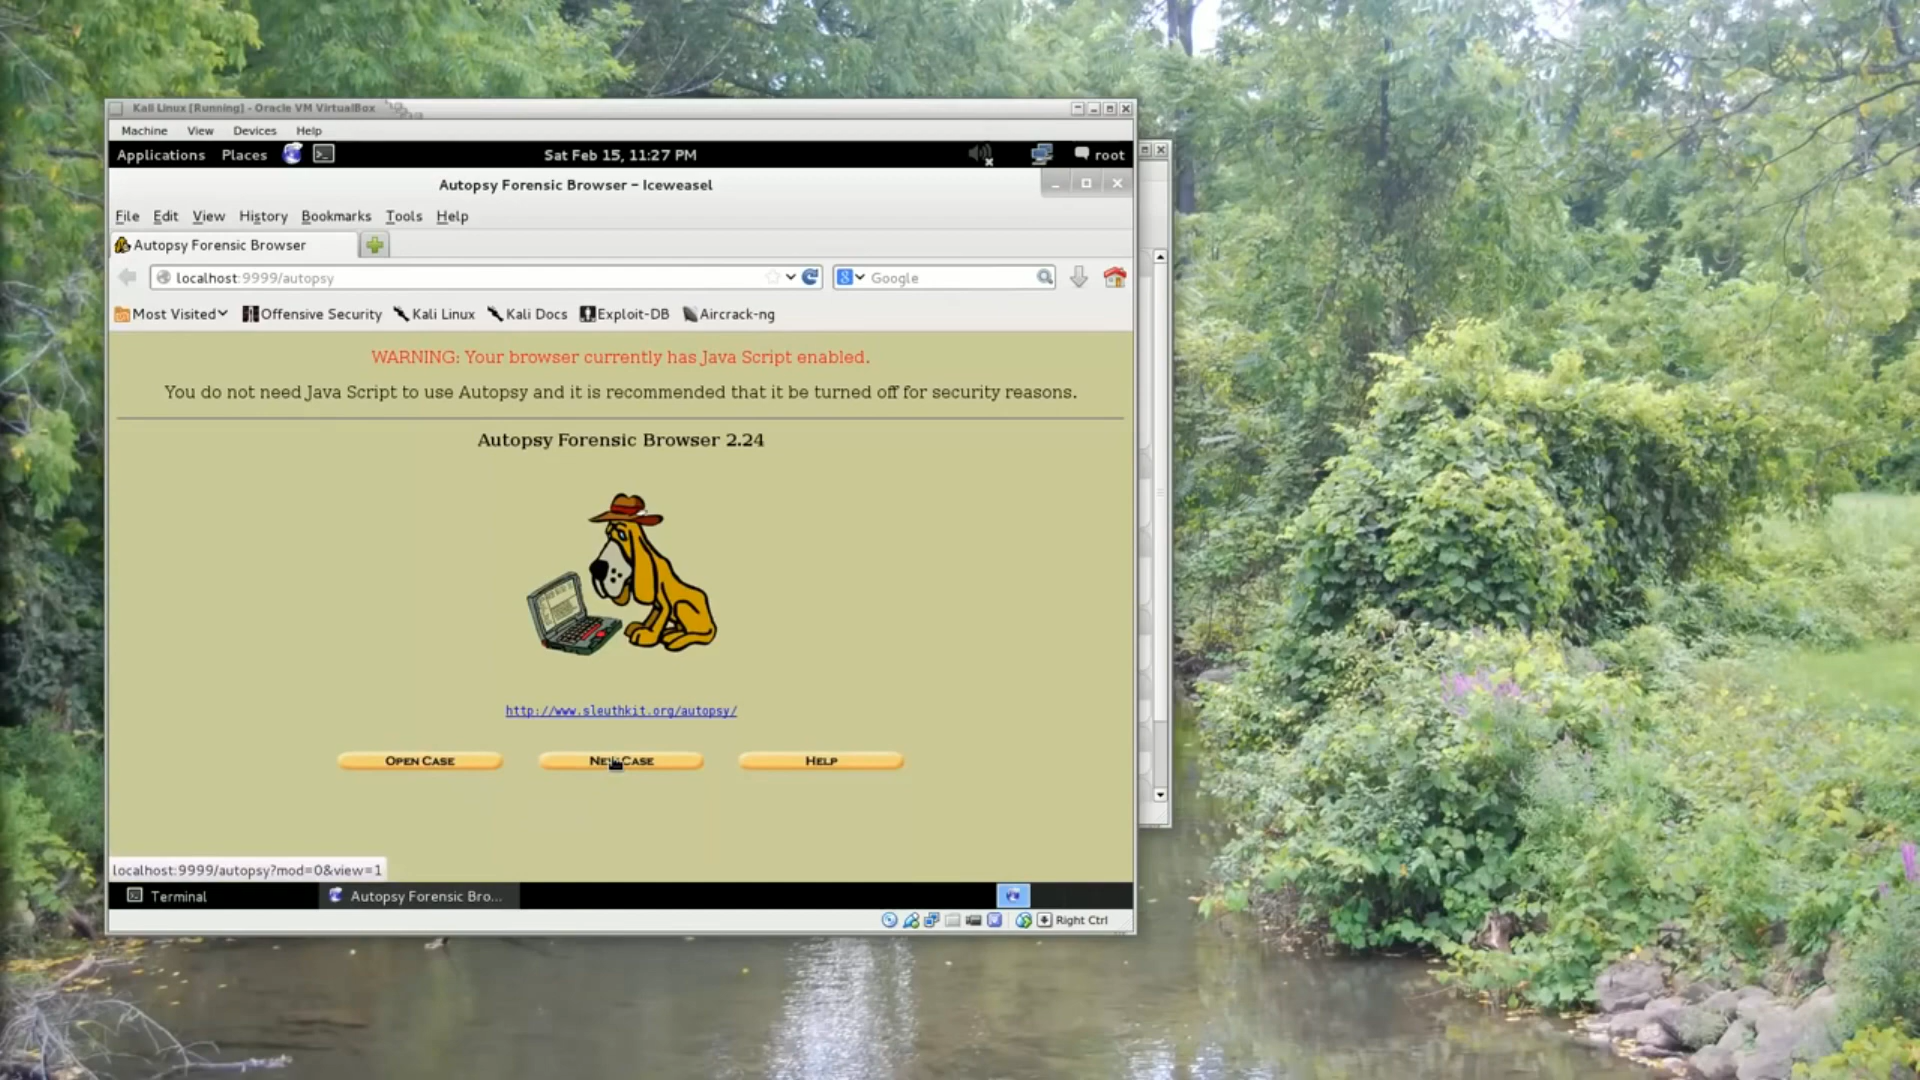 Kali Linux [Running] - Oracle VM VirtualBox
Machine View Devices Help
Applications Places Sat Feb 15, 11:27 PM root
Autopsy Forensic Browser – Iceweasel
File Edit View History Bookmarks Tools Help
Autopsy Forensic Browser
localhost:9999/autopsy Google
Most Visited Offensive Security Kali Linux Kali Docs Exploit-DB Aircrack-ng
WARNING: Your browser currently has Java Script enabled.
You do not need Java Script to use Autopsy and it is recommended that it be turned off for security reasons.
Autopsy Forensic Browser 2.24
http://www.sleuthkit.org/autopsy/
OPEN CASE NEW CASE HELP
localhost:9999/autopsy?mod=0&view=1
Terminal Autopsy Forensic Bro...
Right Ctrl